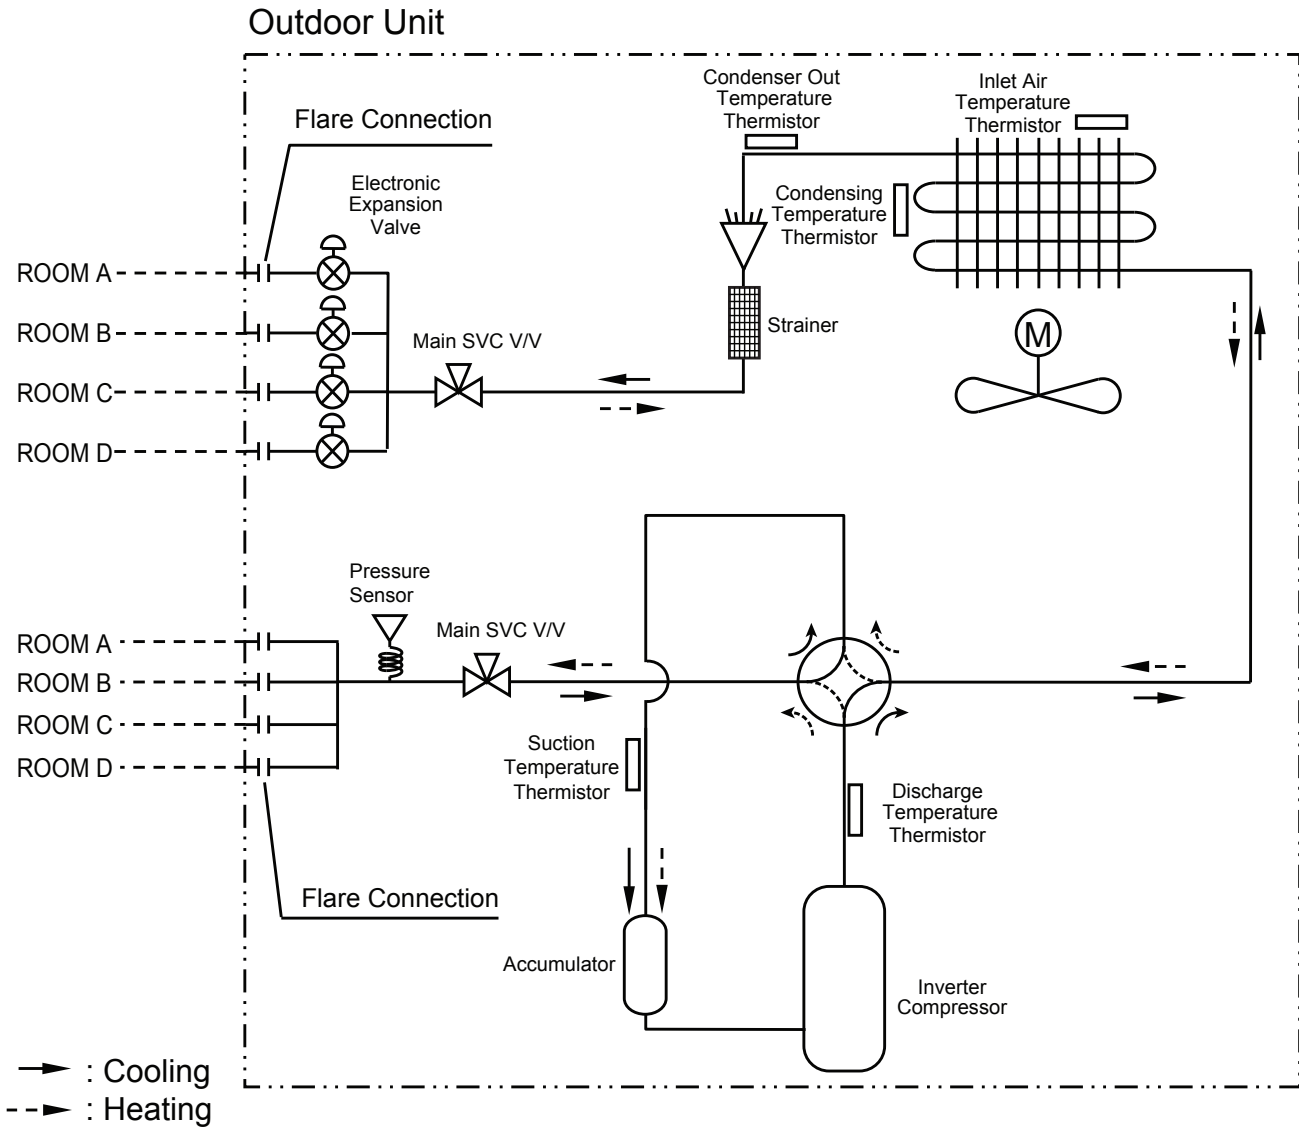 Outdoor Unit
Condenser Out
Temperature
Thermistor
Inlet Air
Temperature
Thermistor
Flare Connection
Electronic
Expansion
Valve
Condensing
Temperature
Thermistor
ROOM A
ROOM B
ROOM C
ROOM D
Main SVC V/V
Strainer
M
Pressure
Sensor
Main SVC V/V
ROOM A
ROOM B
ROOM C
ROOM D
Suction
Temperature
Thermistor
Discharge
Temperature
Thermistor
Flare Connection
Accumulator
Inverter
Compressor
: Cooling
: Heating